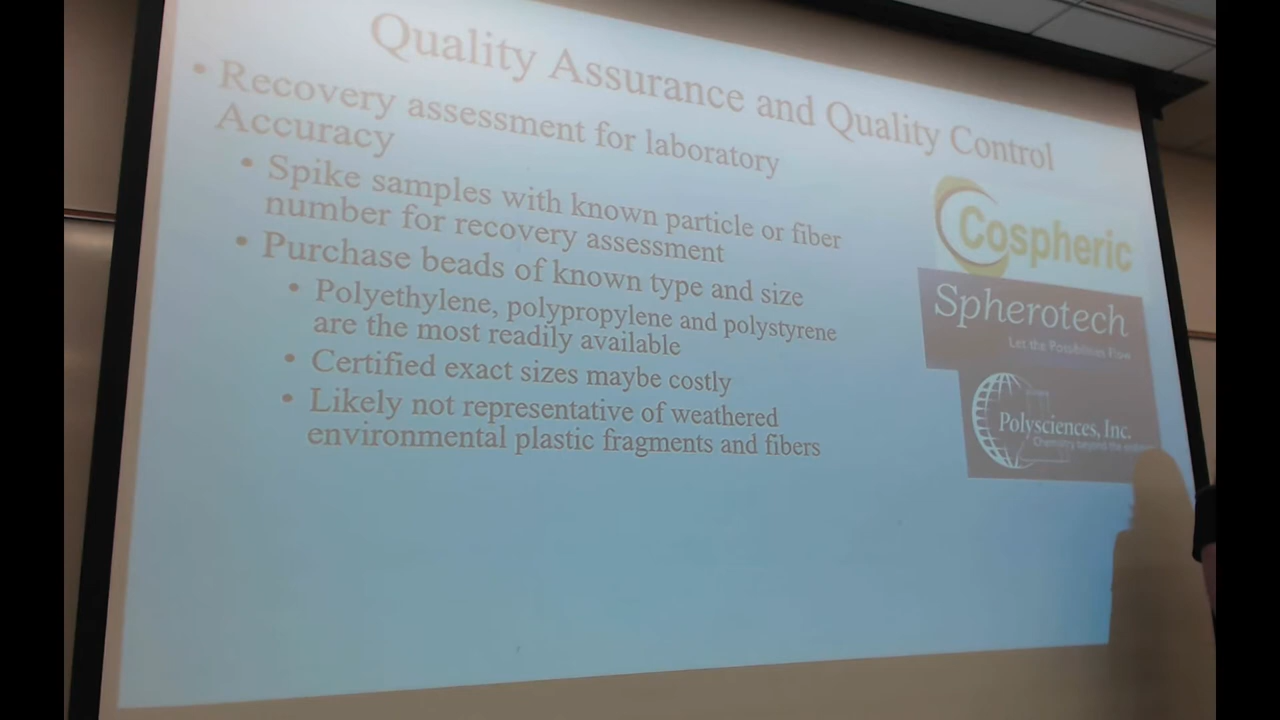 Quality Assurance and Quality Control
• Recovery assessment for laboratory
Accuracy
• Spike samples with known particle or fiber
number for recovery assessment
• Purchase beads of known type and size
• Polyethylene, polypropylene and polystyrene
are the most readily available
• Certified exact sizes maybe costly
• Likely not representative of weathered
environmental plastic fragments and fibers
Cospheric
Spherotech
Let the Possibilities Flow
Polysciences, Inc.
Chemistry beyond the